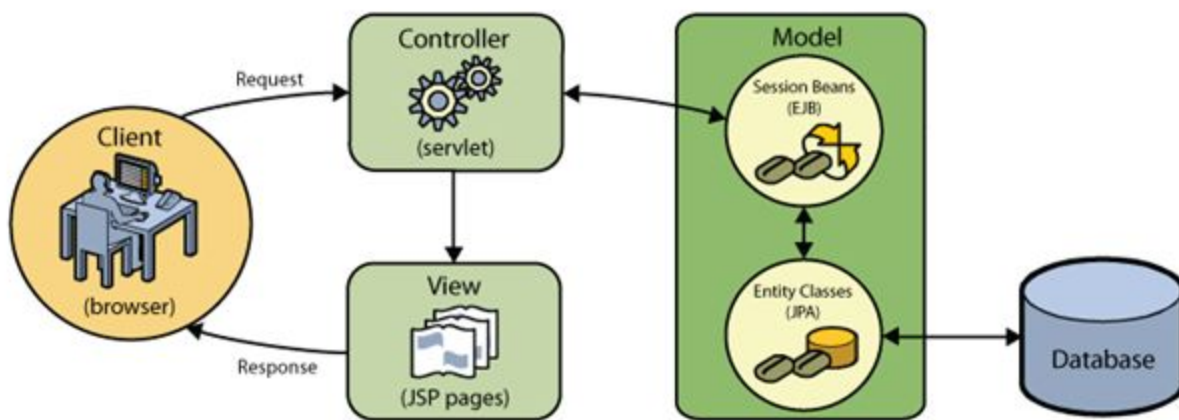 Client
(browser)
Request
Controller
(servlet)
View
(JSP pages)
Response
Model
Session Beans
(EJB)
Entity Classes
(JPA)
Database